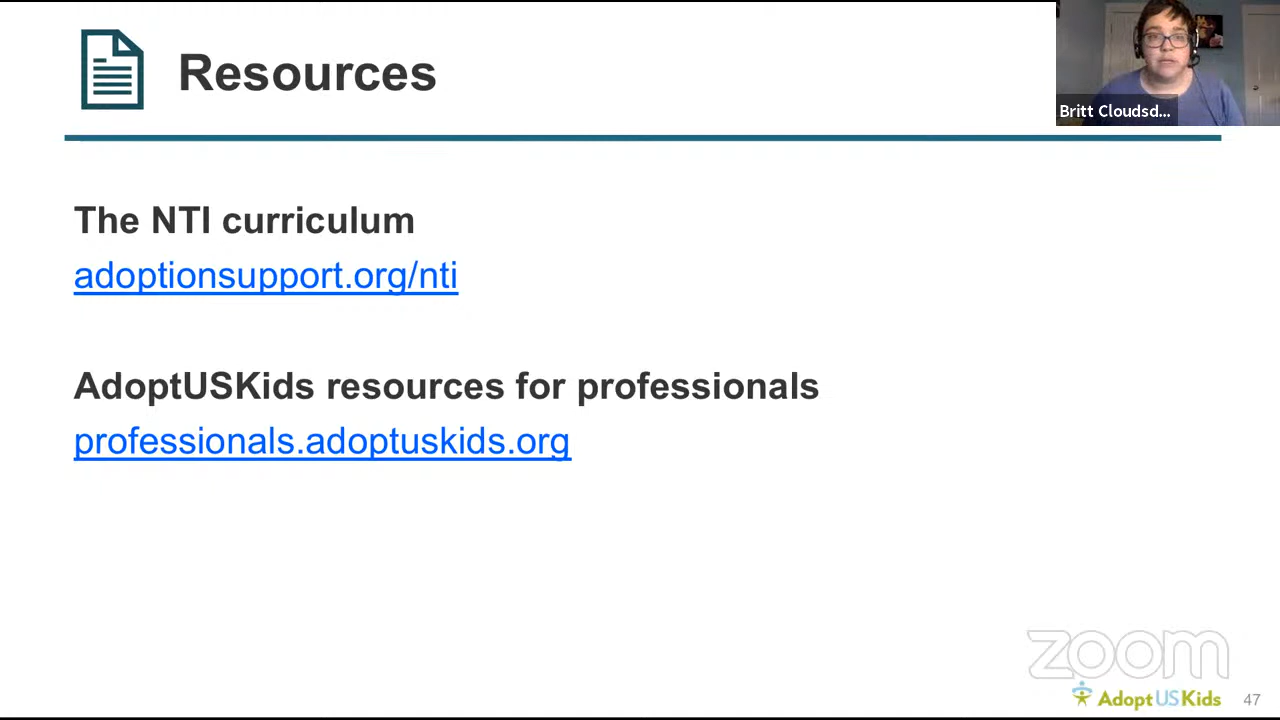 Resources
Britt Cloudsd...
The NTI curriculum
adoptionsupport.org/nti
AdoptUSKids resources for professionals
professionals.adoptuskids.org
zoom
AdoptUSKids
47